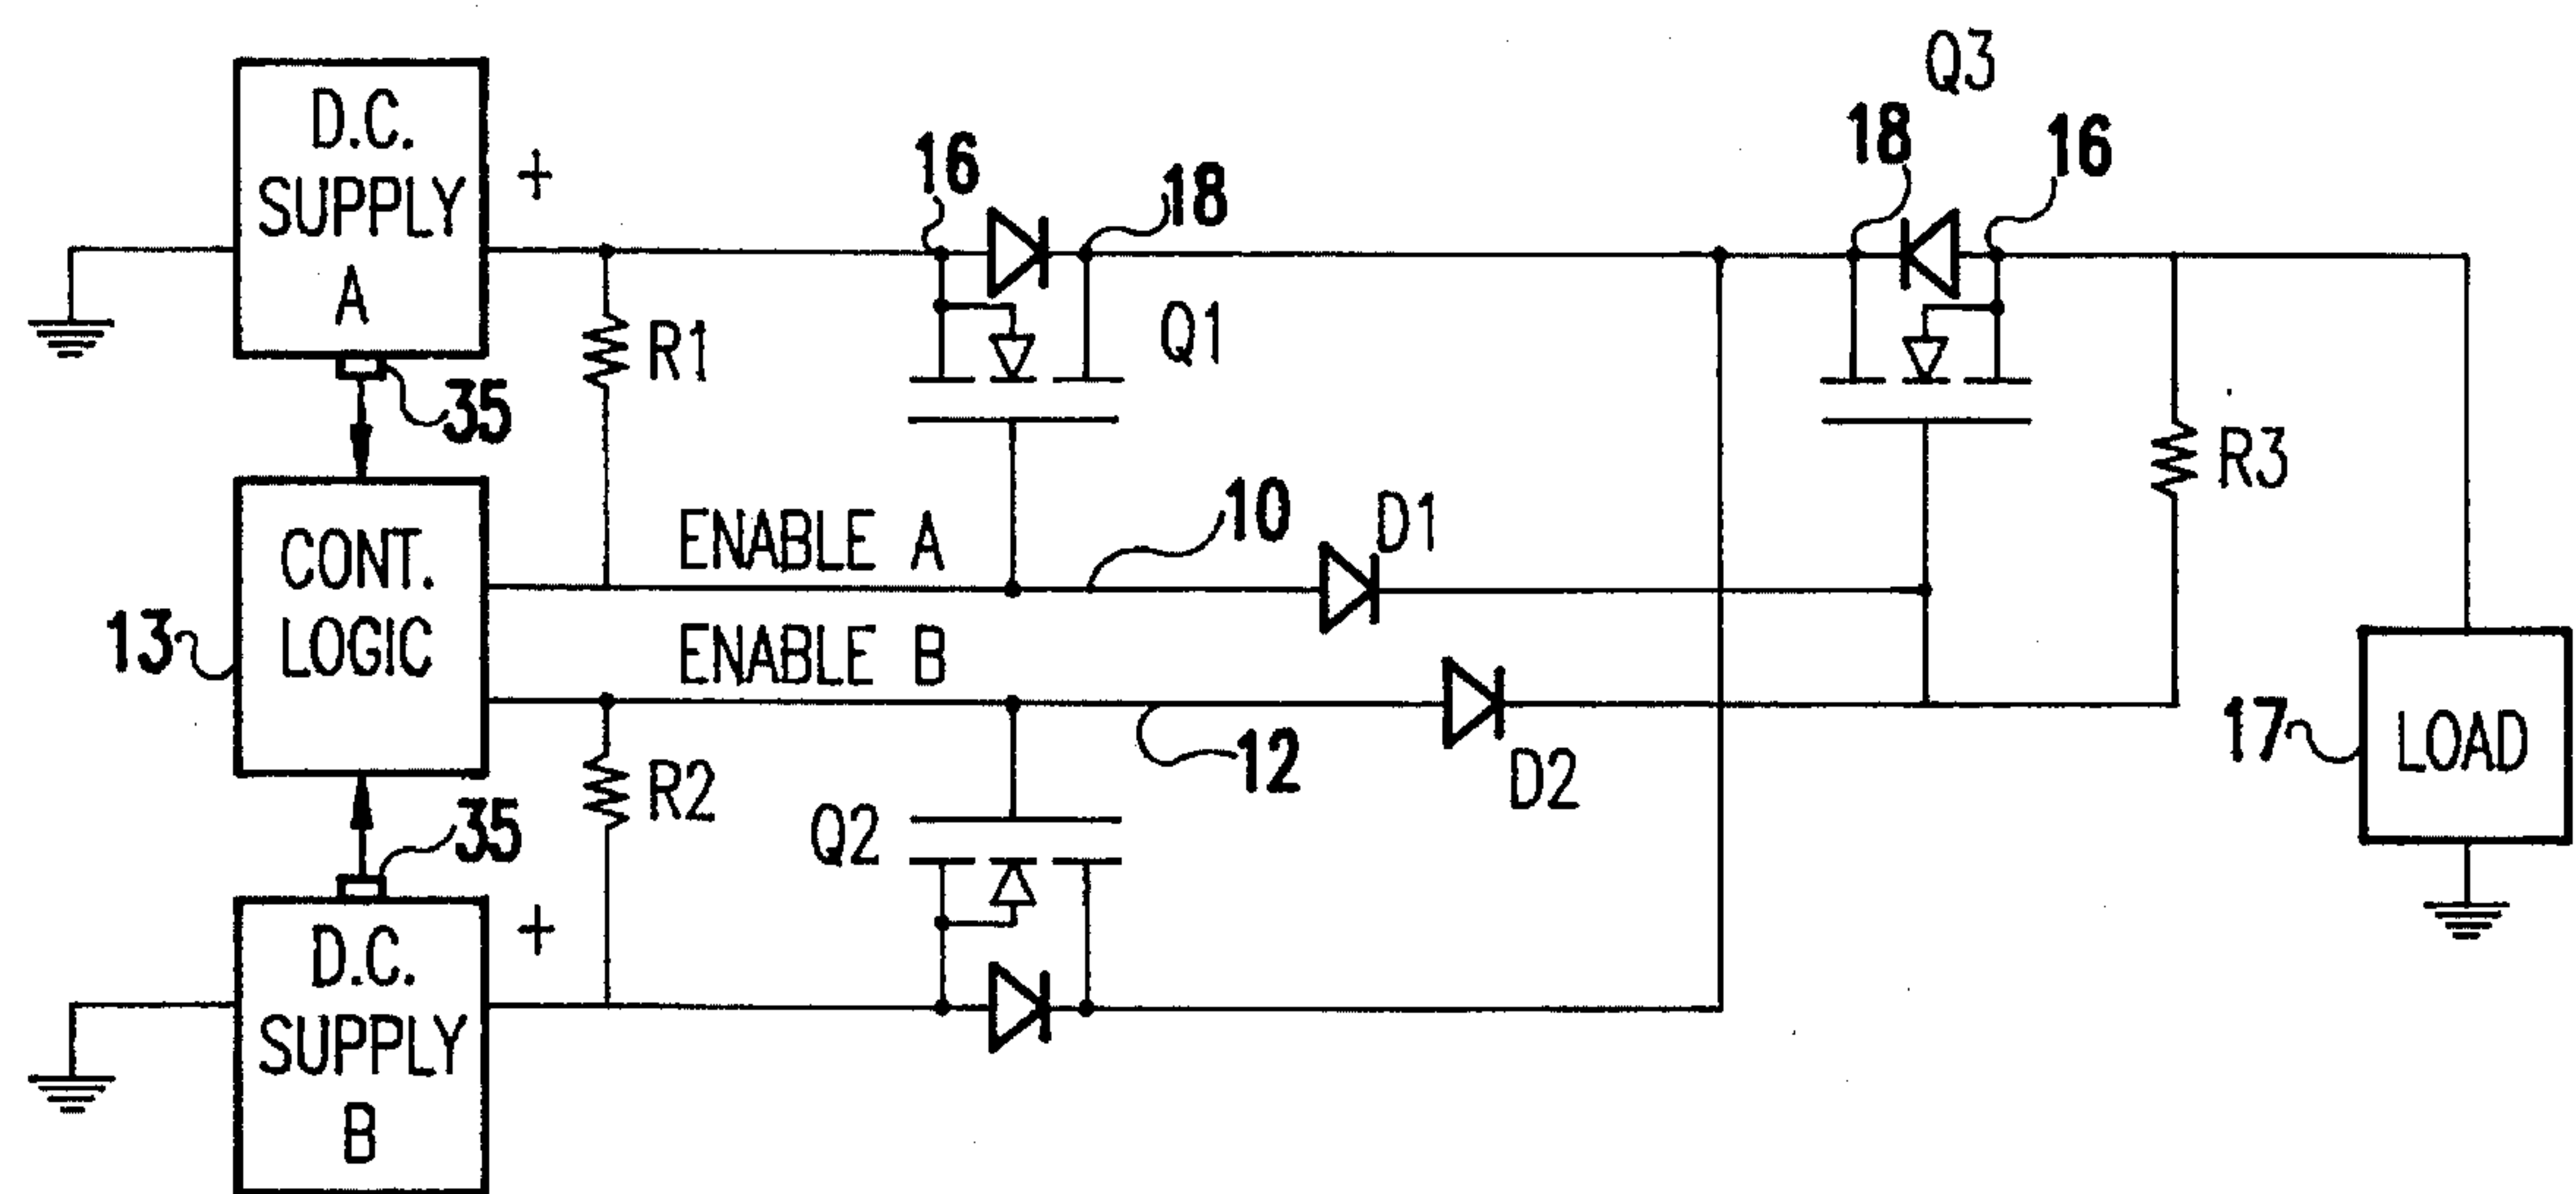 D.C.
SUPPLY
A
+
35
R1
16
18
Q1
Q3
18
16
R3
CONT.
LOGIC
13
ENABLE A
10
D1
ENABLE B
12
D2
R2
Q2
17
LOAD
35
D.C.
SUPPLY
B
+